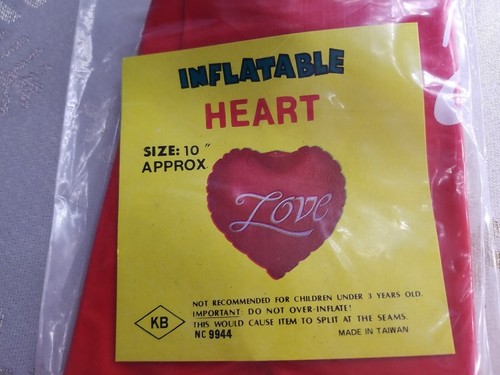 INFLATABLE
HEART
SIZE: 10"
APPROX.
Love
NOT RECOMMENDED FOR CHILDREN UNDER 3 YEARS OLD.
IMPORTANT: DO NOT OVER-INFLATE!
THIS WOULD CAUSE ITEM TO SPLIT AT THE SEAMS.
KB
NC 9944
MADE IN TAIWAN